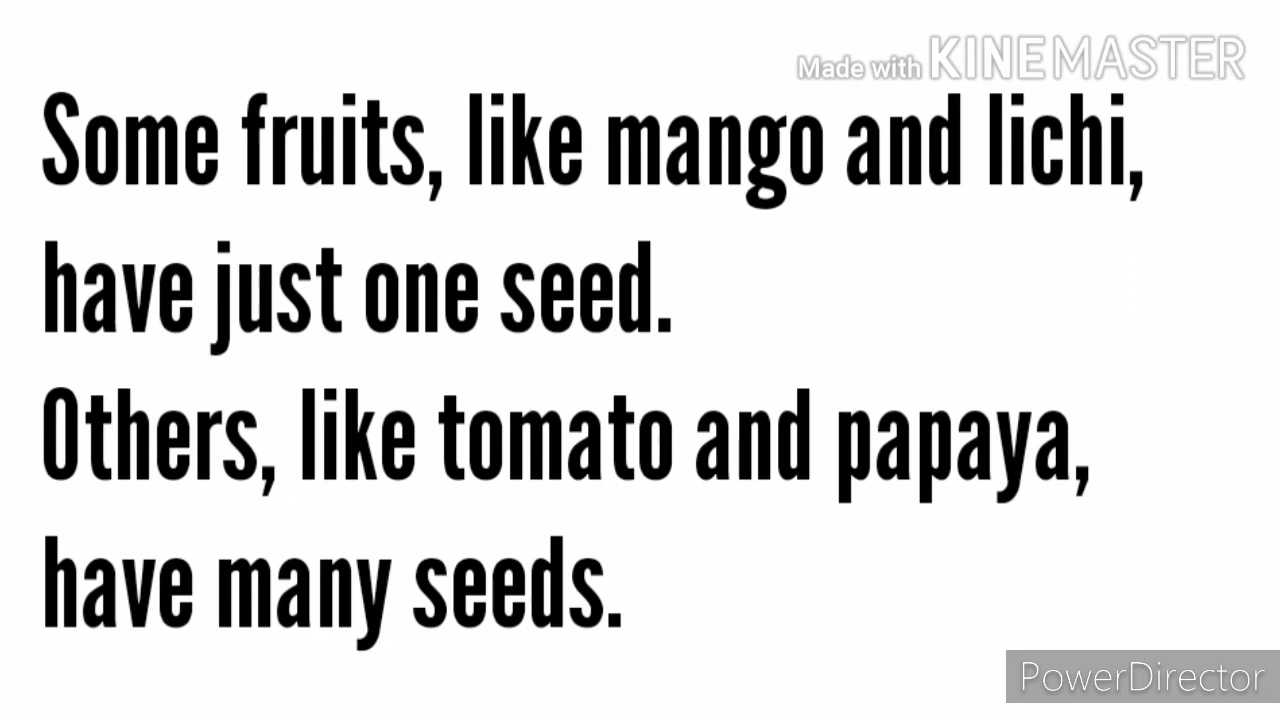 Made with KINEMASTER
Some fruits, like mango and lichi,
have just one seed.
Others, like tomato and papaya,
have many seeds.
PowerDirector